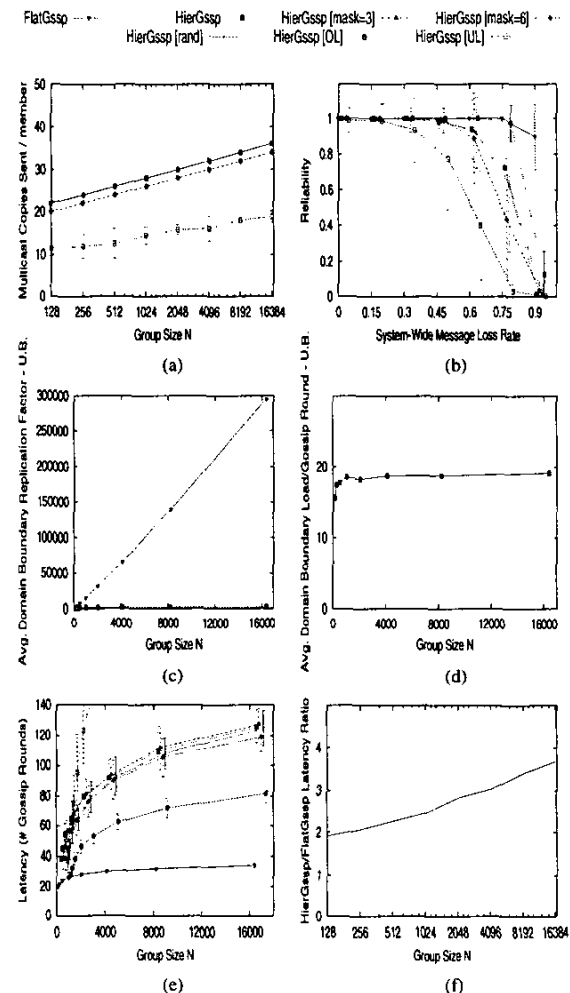 FlatGssp HierGssp HierGssp [mask=3] HierGssp [mask=6]
HierGssp [rand] HierGssp [OL] HierGssp [UL]
Multicast Copies Sent / member
50
40
30
20
10
0
128 256 512 1024 2048 4096 8192 16384
Group Size N
(a)
Reliability
1
0.8
0.6
0.4
0.2
0
0 0.15 0.3 0.45 0.6 0.75 0.9
System-Wide Message Loss Rate
(b)
Avg. Domain Boundary Replication Factor - U.B.
300000
250000
200000
150000
100000
50000
0
0 4000 8000 12000 16000
Group Size N
(c)
Avg. Domain Boundary Load/Gossip Round - U.B.
20
10
0
0 4000 8000 12000 16000
Group Size N
(d)
Latency (# Gossip Rounds)
140
120
100
80
60
40
20
0
0 4000 8000 12000 16000
Group Size N
(e)
HierGssp/FlatGssp Latency Ratio
5
4
3
2
1
0
128 256 512 1024 2048 4096 8192 16384
Group Size N
(f)